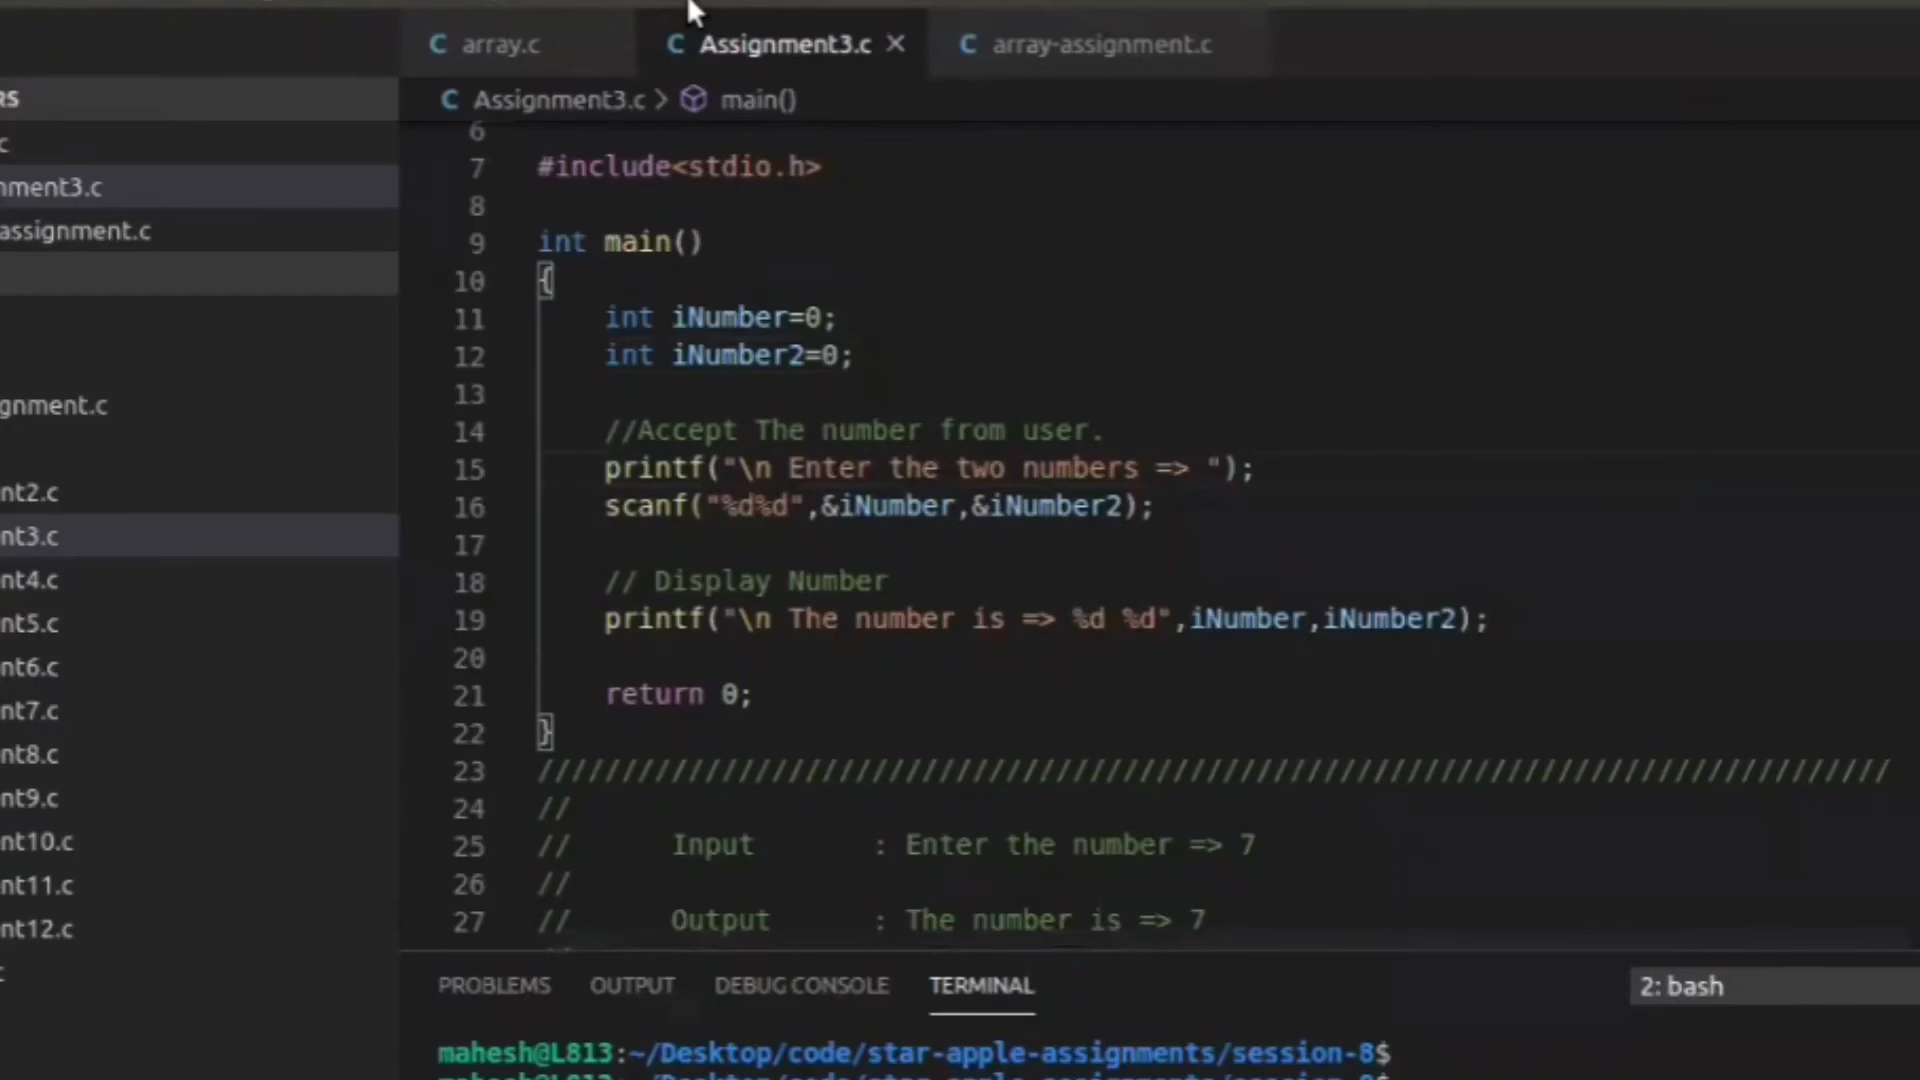 C array.c
C Assignment3.c ×
C array-assignment.c
C Assignment3.c > main()
RS
c
nment3.c
assignment.c
gnment.c
nt2.c
nt3.c
nt4.c
nt5.c
nt6.c
nt7.c
nt8.c
nt9.c
nt10.c
nt11.c
nt12.c
6
7 #include<stdio.h>
8
9 int main()
10 {
11 int iNumber=0;
12 int iNumber2=0;
13
14 //Accept The number from user.
15 printf("\n Enter the two numbers => ");
16 scanf("%d%d",&iNumber,&iNumber2);
17
18 // Display Number
19 printf("\n The number is => %d %d",iNumber,iNumber2);
20
21 return 0;
22 }
23 //////////////////////////////////////////////////////////////////////////////////
24 //
25 // Input : Enter the number => 7
26 //
27 // Output : The number is => 7
PROBLEMS OUTPUT DEBUG CONSOLE TERMINAL 2: bash
mahesh@L813:~/Desktop/code/star-apple-assignments/session-8$